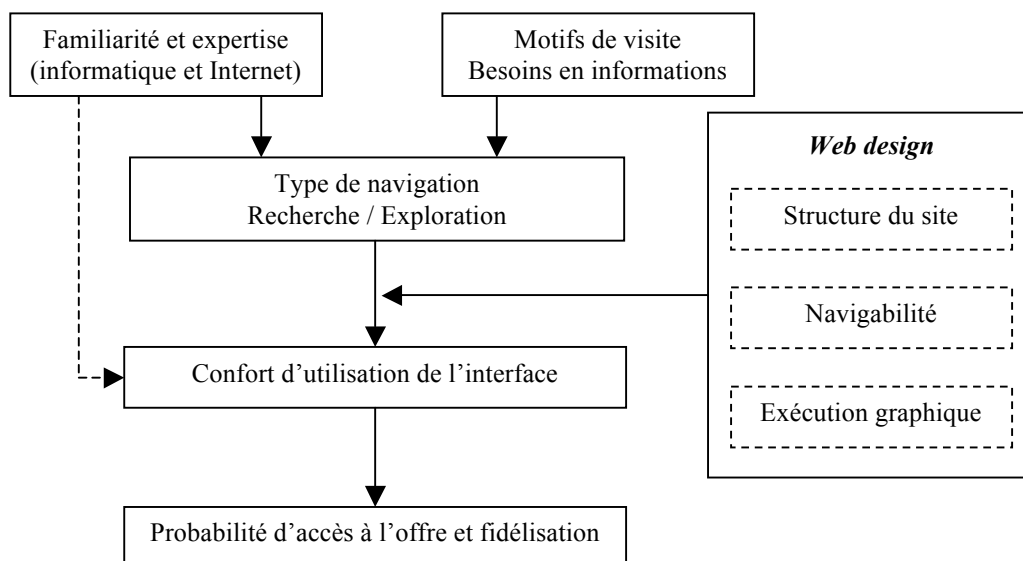 Familiarité et expertise
(informatique et Internet)
Motifs de visite
Besoins en informations
Web design
Type de navigation
Recherche / Exploration
Structure du site
Navigabilité
Confort d'utilisation de l'interface
Exécution graphique
Probabilité d'accès à l'offre et fidélisation